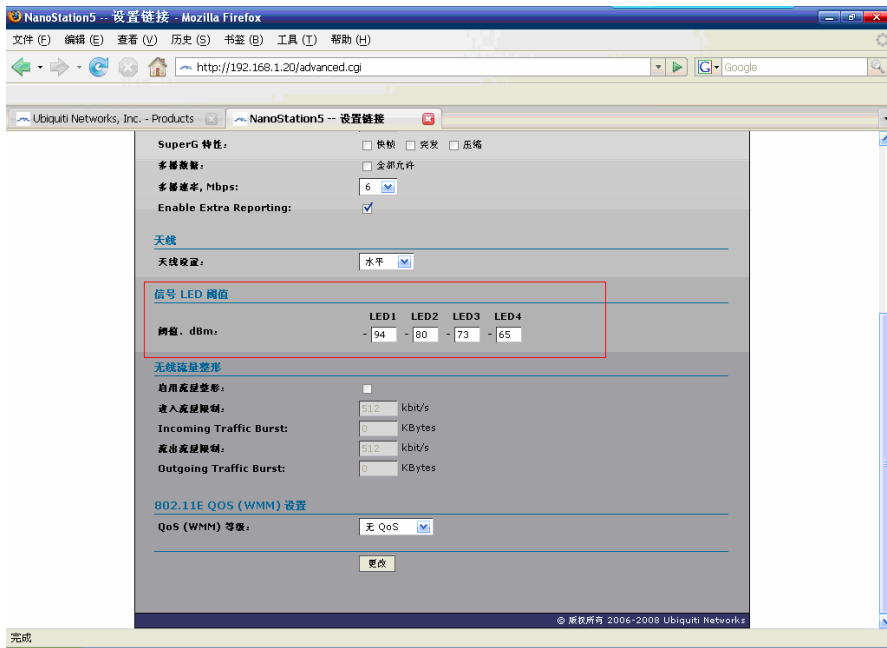 NanoStation5 -- 设置链接 - Mozilla Firefox
文件(F) 编辑(E) 查看(V) 历史(S) 书签(B) 工具(T) 帮助(H)
http://192.168.1.20/advanced.cgi
G Google
Ubiquiti Networks, Inc. - Products NanoStation5 -- 设置链接
SuperG 特性: 快帧 突发 压缩
多播数据: 全部允许
多播速率, Mbps: 6
Enable Extra Reporting:
天线
天线设置: 水平
信号 LED 阈值
LED1 LED2 LED3 LED4
阈值. dBm: - 94 - 80 - 73 - 65
无线流量整形
启用流量整形:
进入流量限制: 512 kbit/s
Incoming Traffic Burst: 0 KBytes
流出流量限制: 512 kbit/s
Outgoing Traffic Burst: 0 KBytes
802.11E QOS (WMM) 设置
QoS (WMM) 等级: 无 QoS
更改
© 版权所有 2006-2008 Ubiquiti Networks
完成